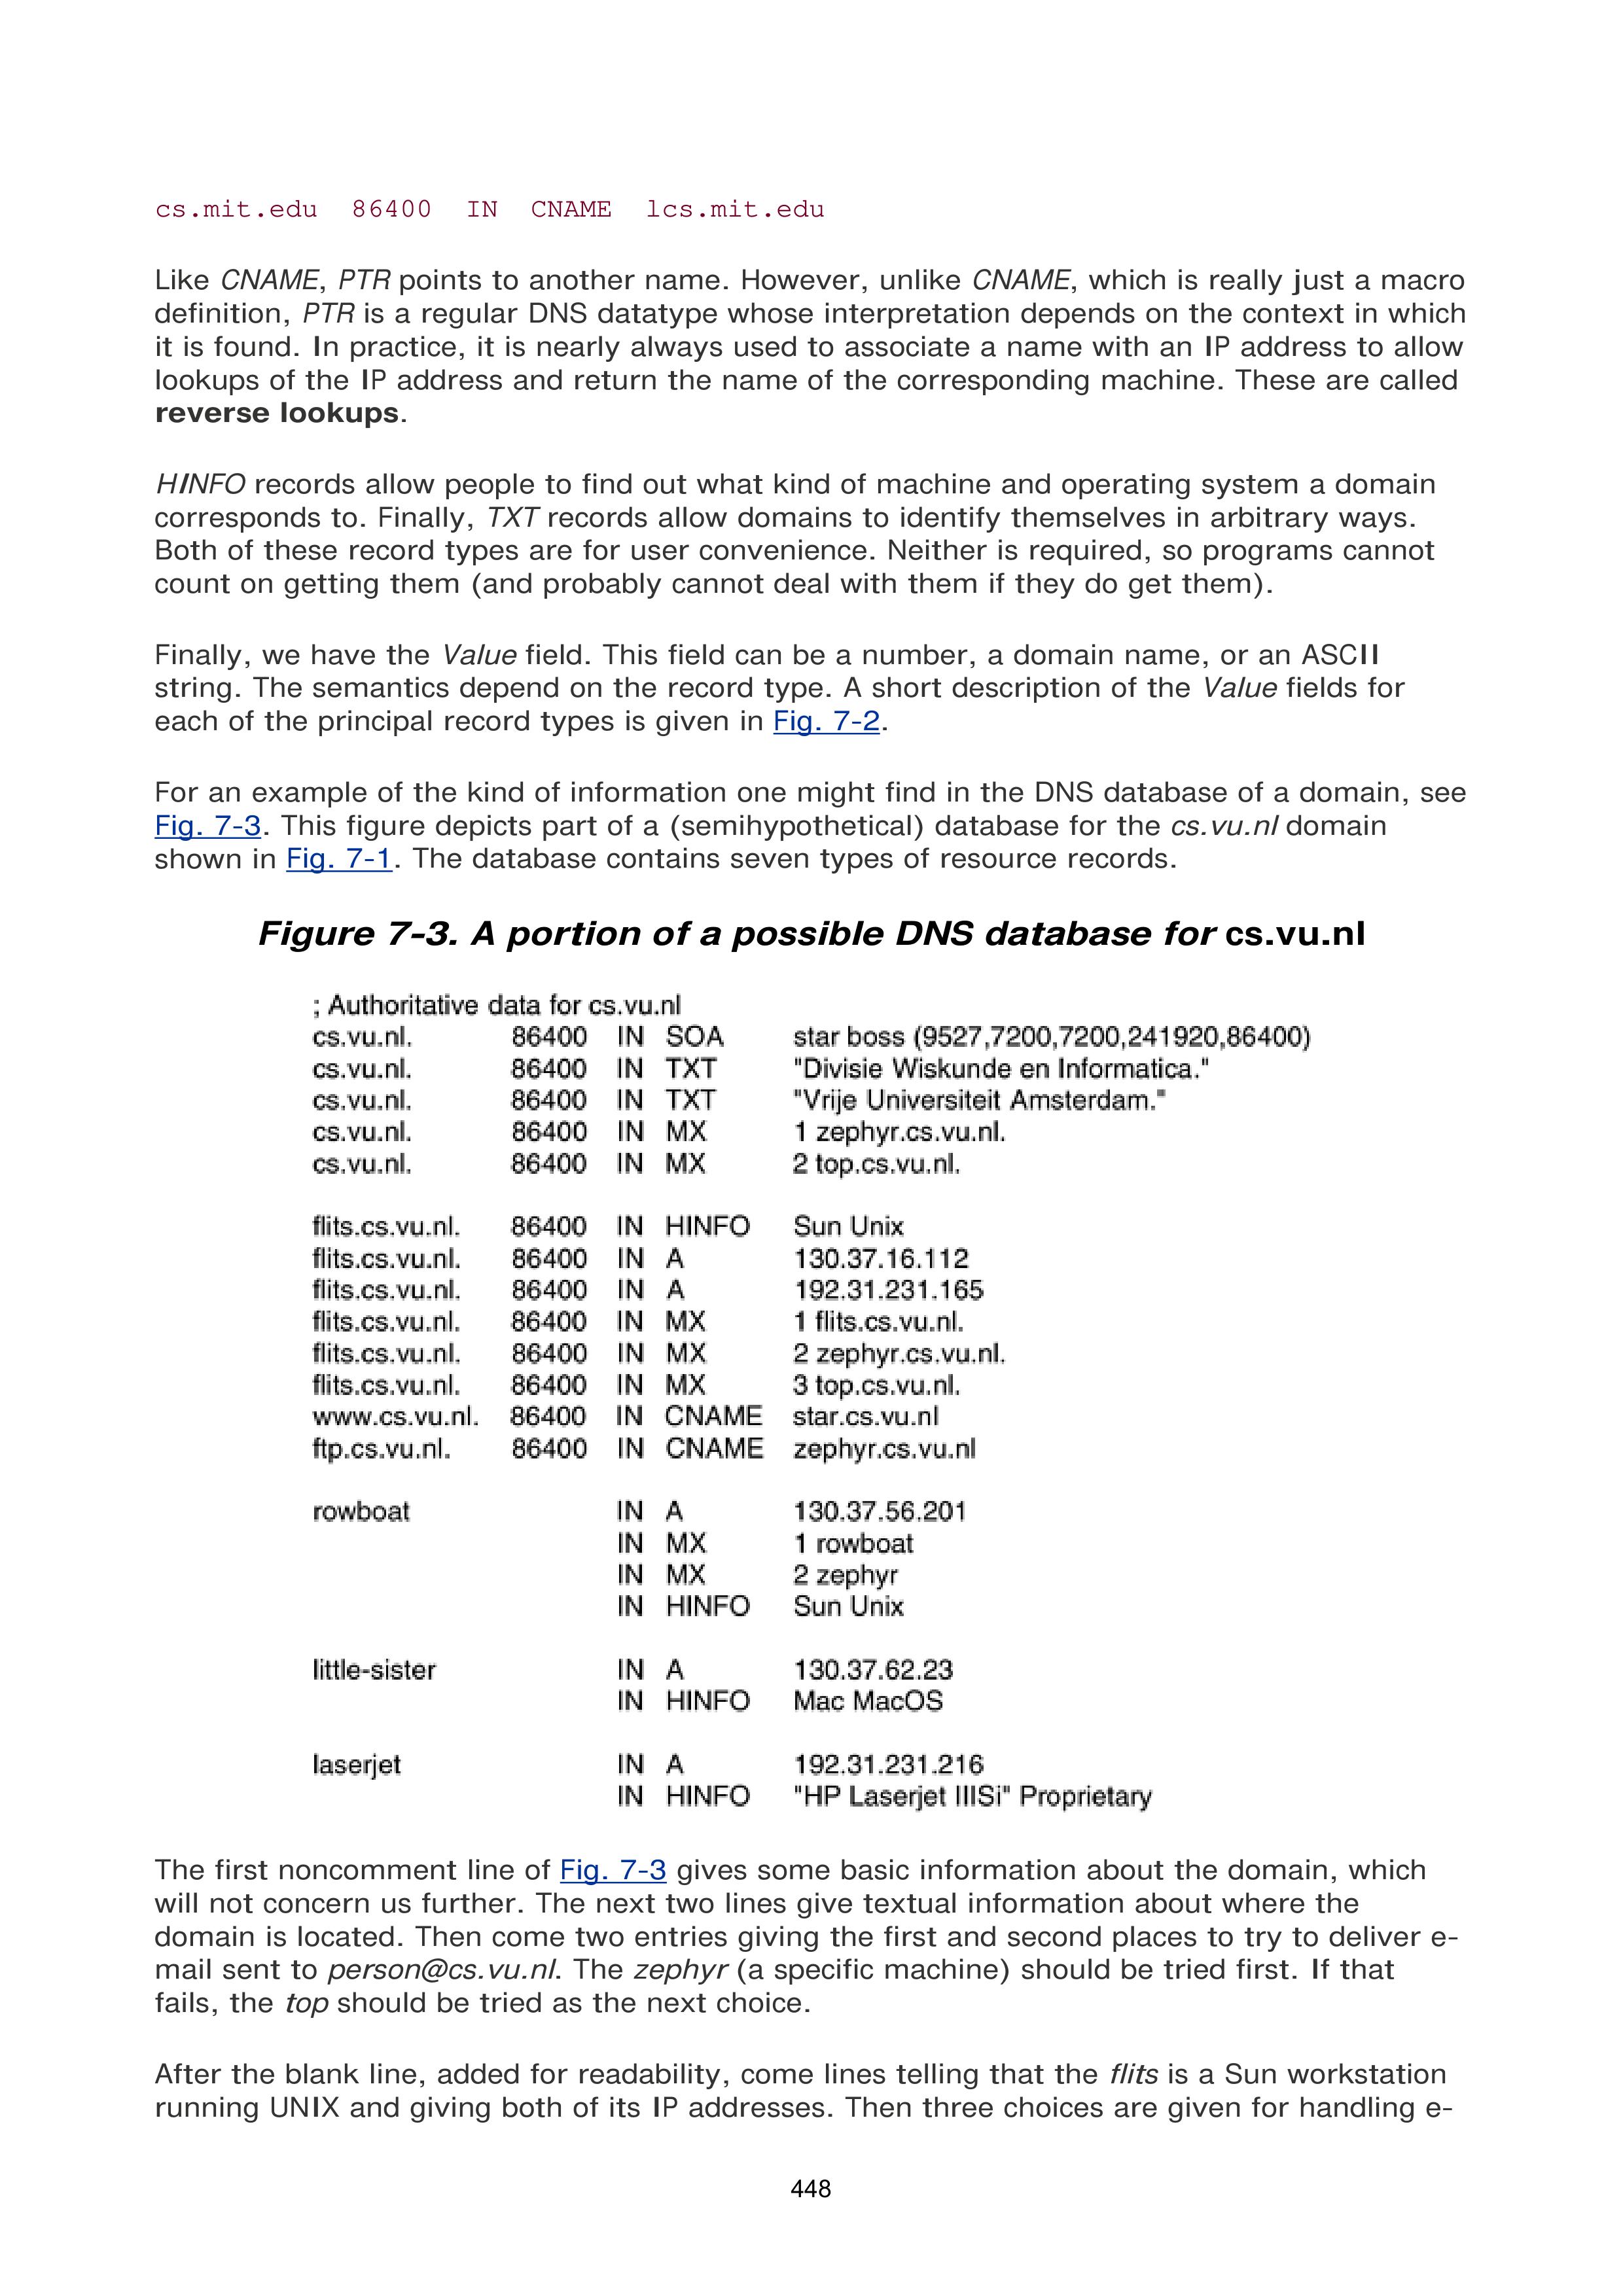 cs.mit.edu 86400 IN CNAME lcs.mit.edu
Like CNAME, PTR points to another name. However, unlike CNAME, which is really just a macro
definition, PTR is a regular DNS datatype whose interpretation depends on the context in which
it is found. In practice, it is nearly always used to associate a name with an IP address to allow
lookups of the IP address and return the name of the corresponding machine. These are called
reverse lookups.
HINFO records allow people to find out what kind of machine and operating system a domain
corresponds to. Finally, TXT records allow domains to identify themselves in arbitrary ways.
Both of these record types are for user convenience. Neither is required, so programs cannot
count on getting them (and probably cannot deal with them if they do get them).
Finally, we have the Value field. This field can be a number, a domain name, or an ASCII
string. The semantics depend on the record type. A short description of the Value fields for
each of the principal record types is given in Fig. 7-2.
For an example of the kind of information one might find in the DNS database of a domain, see
Fig. 7-3. This figure depicts part of a (semihypothetical) database for the cs.vu.nl domain
shown in Fig. 7-1. The database contains seven types of resource records.
Figure 7-3. A portion of a possible DNS database for cs.vu.nl
; Authoritative data for cs.vu.nl
cs.vu.nl. 86400 IN SOA star boss (9527,7200,7200,241920,86400)
cs.vu.nl. 86400 IN TXT "Divisie Wiskunde en Informatica."
cs.vu.nl. 86400 IN TXT "Vrije Universiteit Amsterdam."
cs.vu.nl. 86400 IN MX 1 zephyr.cs.vu.nl.
cs.vu.nl. 86400 IN MX 2 top.cs.vu.nl.
flits.cs.vu.nl. 86400 IN HINFO Sun Unix
flits.cs.vu.nl. 86400 IN A 130.37.16.112
flits.cs.vu.nl. 86400 IN A 192.31.231.165
flits.cs.vu.nl. 86400 IN MX 1 flits.cs.vu.nl.
flits.cs.vu.nl. 86400 IN MX 2 zephyr.cs.vu.nl.
flits.cs.vu.nl. 86400 IN MX 3 top.cs.vu.nl.
www.cs.vu.nl. 86400 IN CNAME star.cs.vu.nl
ftp.cs.vu.nl. 86400 IN CNAME zephyr.cs.vu.nl
rowboat IN A 130.37.56.201
IN MX 1 rowboat
IN MX 2 zephyr
IN HINFO Sun Unix
little-sister IN A 130.37.62.23
IN HINFO Mac MacOS
laserjet IN A 192.31.231.216
IN HINFO "HP Laserjet IIISi" Proprietary
The first noncomment line of Fig. 7-3 gives some basic information about the domain, which
will not concern us further. The next two lines give textual information about where the
domain is located. Then come two entries giving the first and second places to try to deliver e-
mail sent to person@cs.vu.nl. The zephyr (a specific machine) should be tried first. If that
fails, the top should be tried as the next choice.
After the blank line, added for readability, come lines telling that the flits is a Sun workstation
running UNIX and giving both of its IP addresses. Then three choices are given for handling e-
448